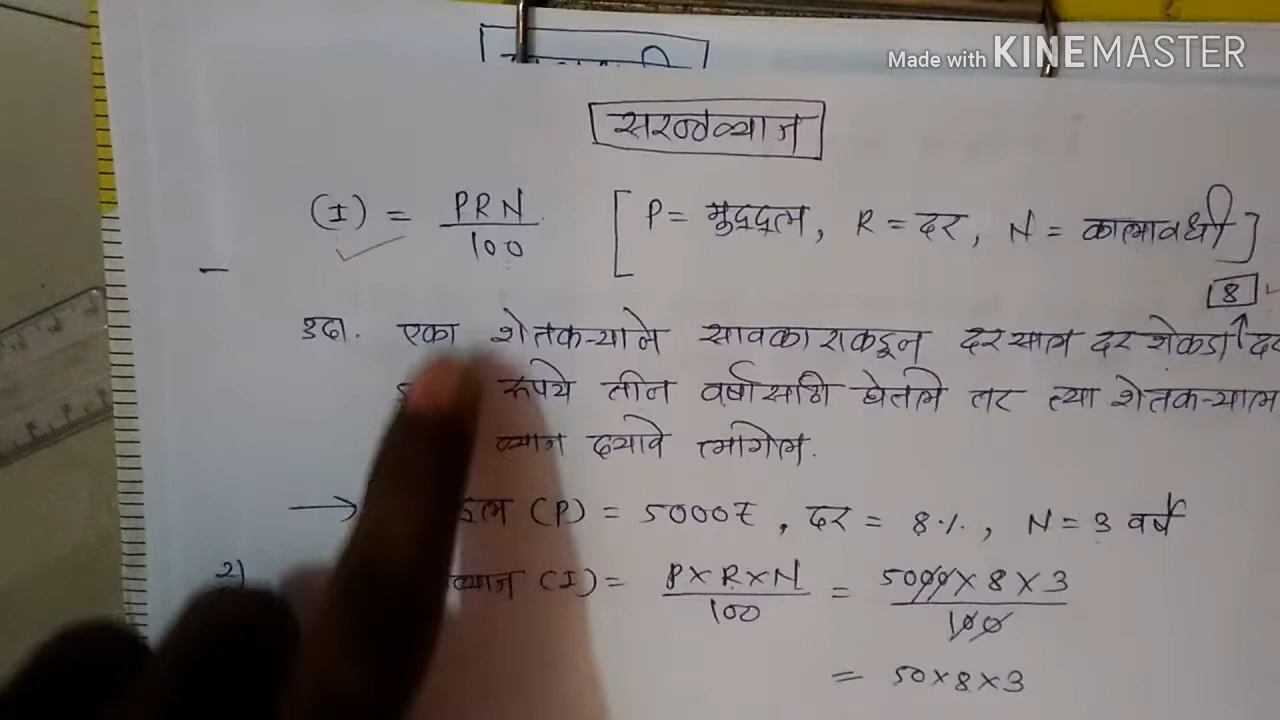 Made with KINEMASTER
सरळव्याज
(I) = PRN / 100 [ P = मुद्दल, R = दर, N = कालावधी ]
8
उदा. एका शेतकऱ्याने सावकाराकडून दरसाल दर शेकडा
रूपये तीन वर्षासाठि घेतले तर त्या शेतकऱ्याल
व्याज दयावे लागेल.
→ (P) = 5000₹, दर = 8%, N = 3 वर्षे
2) व्याज (I) = P×R×N / 100 = 5000×8×3 / 100
= 50×8×3